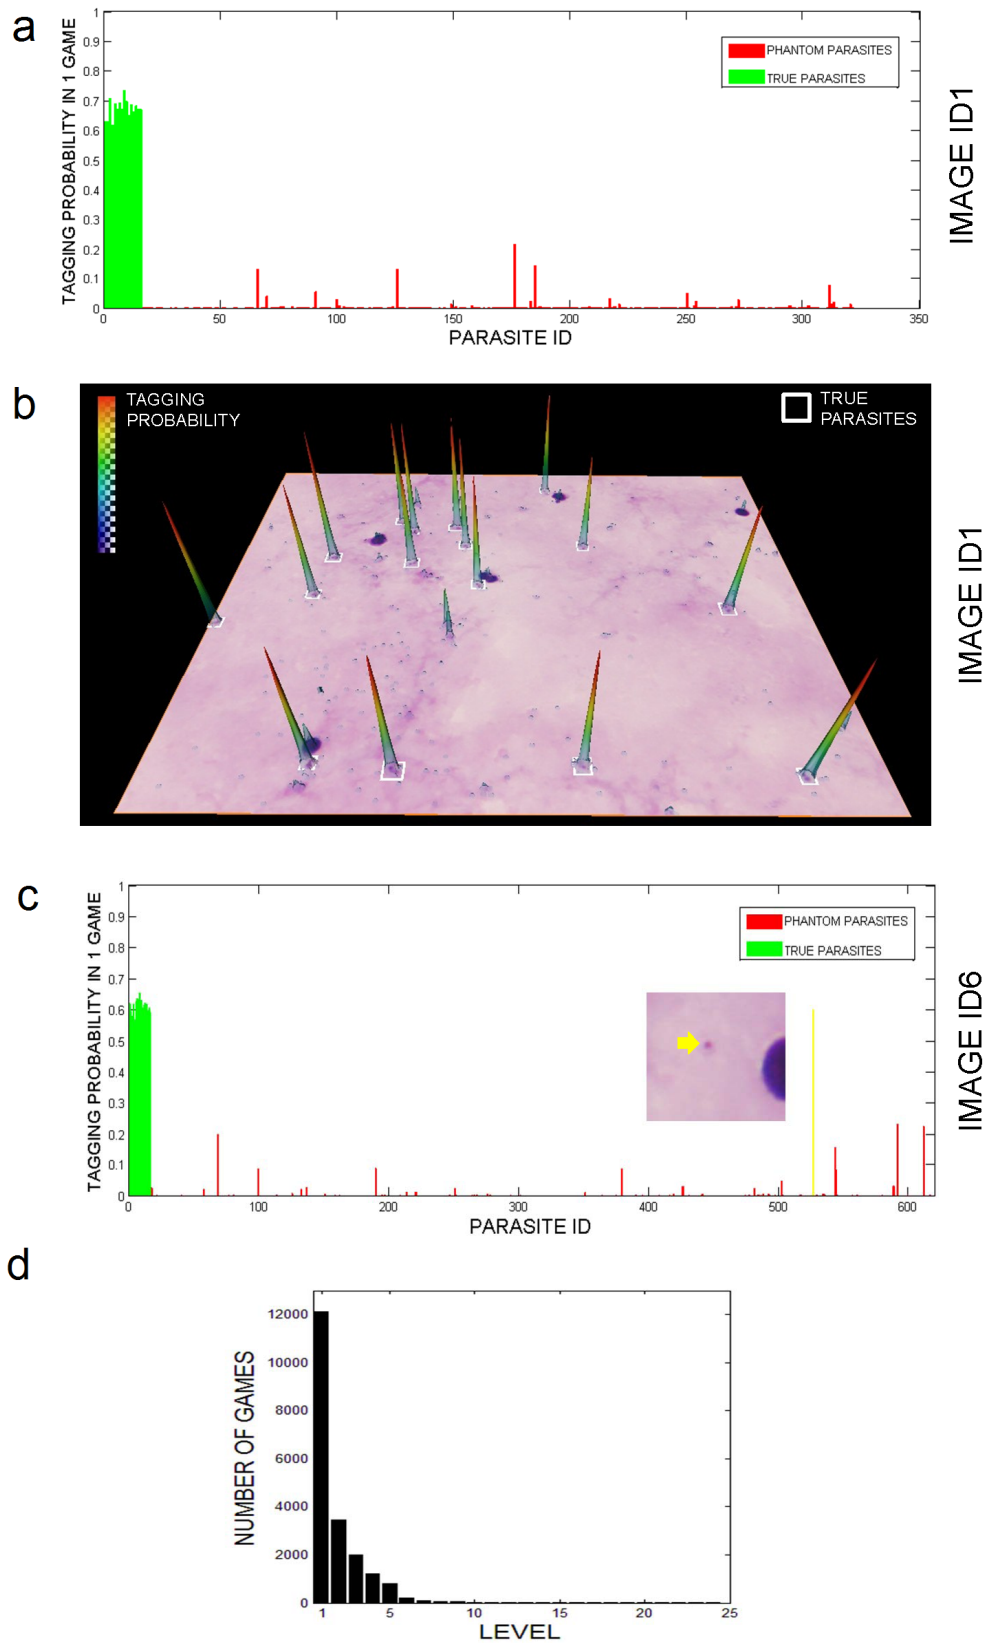 a
TAGGING PROBABILITY IN 1 GAME
1
0.9
0.8
0.7
0.6
0.5
0.4
0.3
0.2
0.1
0
0 50 100 150 200 250 300 350
PARASITE ID
PHANTOM PARASITES
TRUE PARASITES
IMAGE ID1
b
TAGGING
PROBABILITY
TRUE
PARASITES
IMAGE ID1
c
TAGGING PROBABILITY IN 1 GAME
1
0.9
0.8
0.7
0.6
0.5
0.4
0.3
0.2
0.1
0
0 100 200 300 400 500 600
PARASITE ID
PHANTOM PARASITES
TRUE PARASITES
IMAGE ID6
d
NUMBER OF GAMES
12000
10000
8000
6000
4000
2000
0
1 5 10 15 20 25
LEVEL